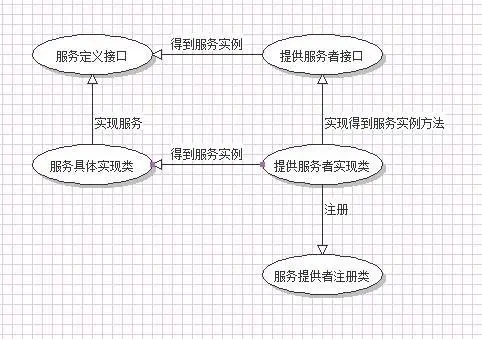 服务定义接口
得到服务实例
提供服务者接口
实现服务
实现得到服务实例方法
服务具体实现类
得到服务实例
提供服务者实现类
注册
服务提供者注册类